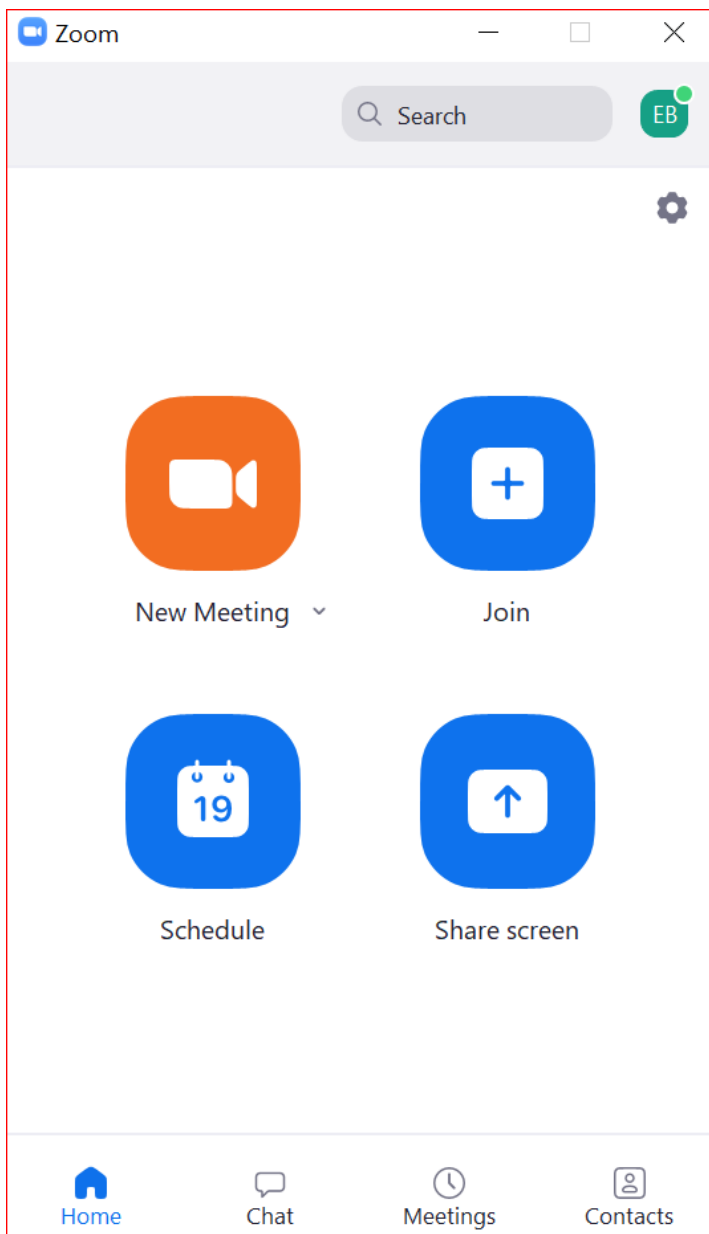 Zoom
Search
EB
New Meeting
Join
19
Schedule
Share screen
Home
Chat
Meetings
Contacts